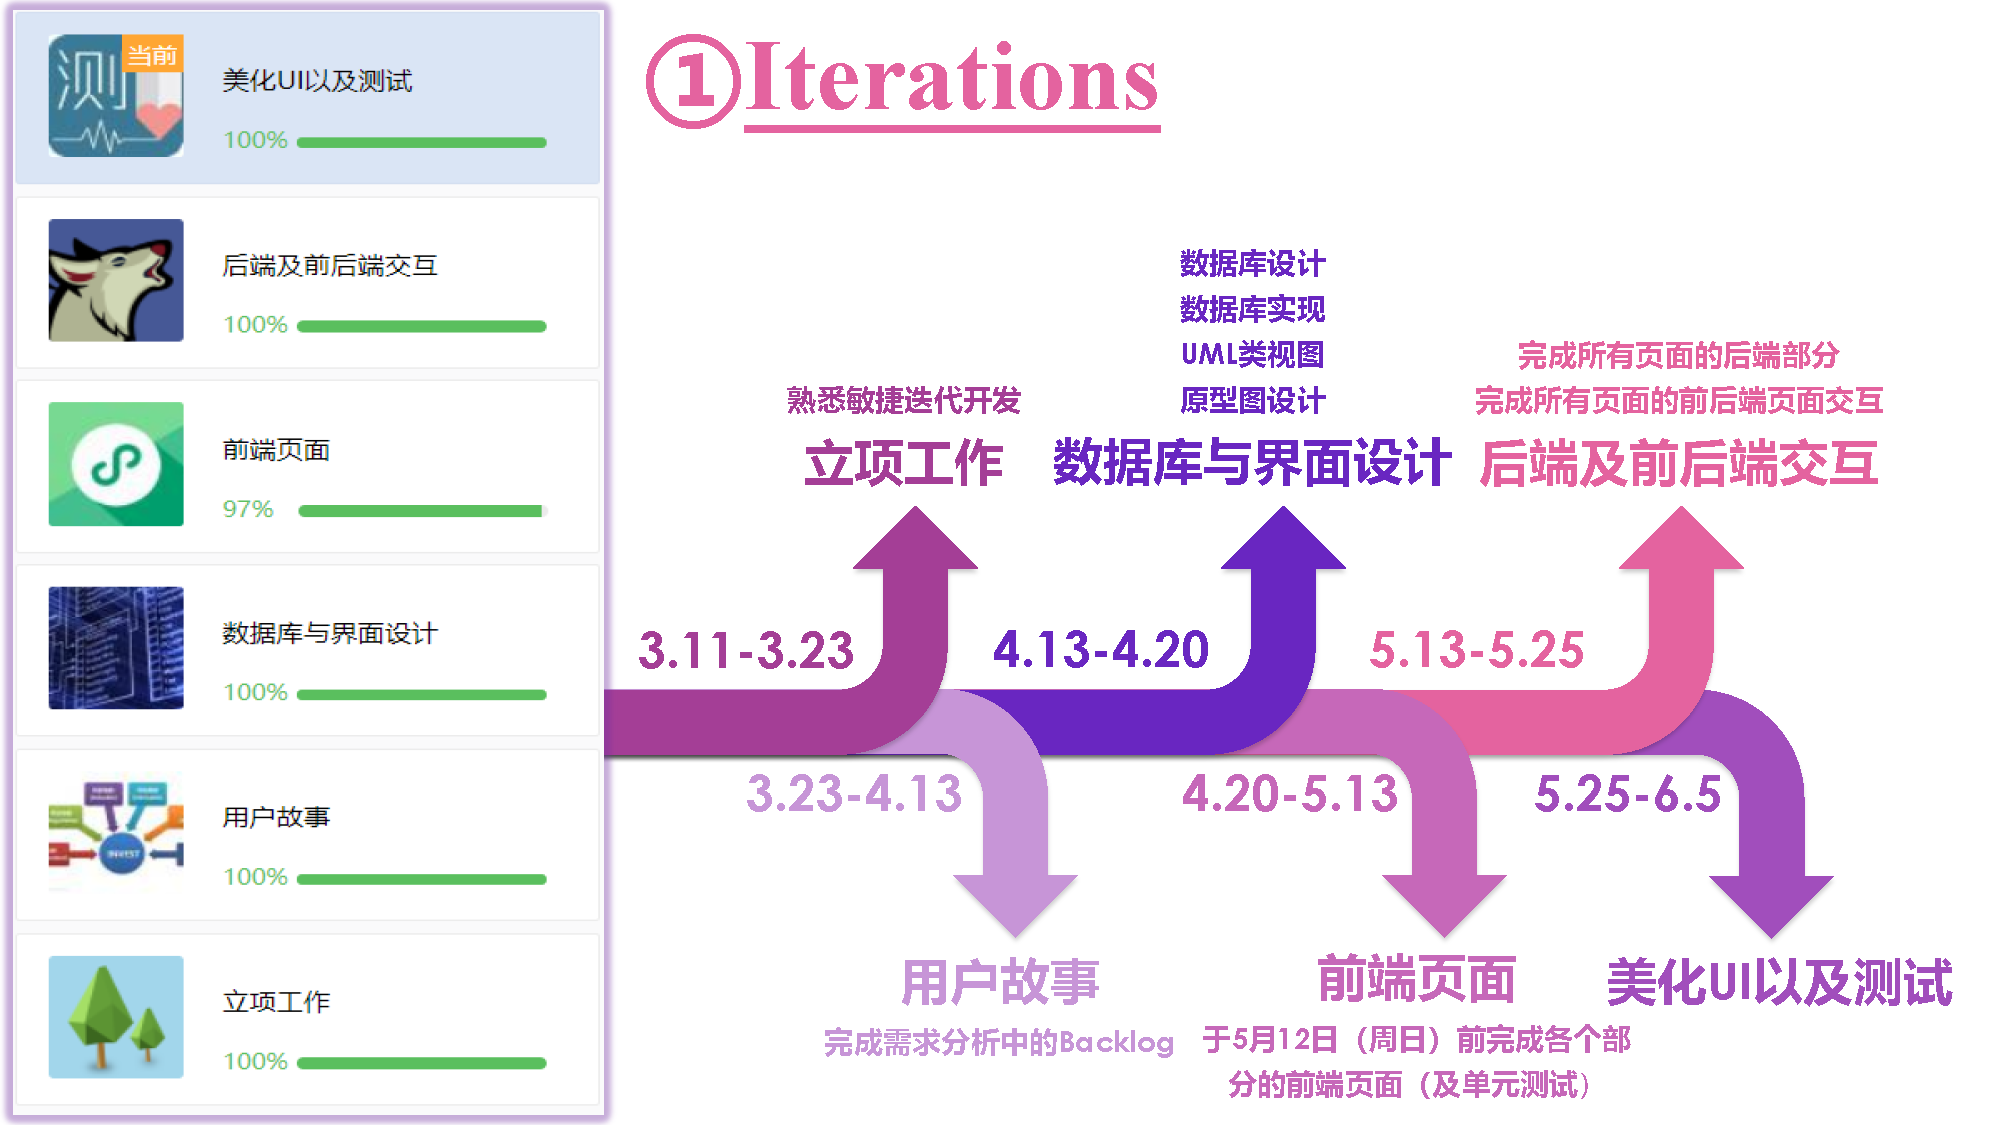 测
当前
美化UI以及测试
100%
后端及前后端交互
100%
前端页面
97%
数据库与界面设计
100%
用户故事
100%
INVEST
立项工作
100%
①Iterations
数据库设计
数据库实现
UML类视图
原型图设计
完成所有页面的后端部分
完成所有页面的前后端页面交互
熟悉敏捷迭代开发
立项工作
数据库与界面设计
后端及前后端交互
3.11-3.23
4.13-4.20
5.13-5.25
3.23-4.13
4.20-5.13
5.25-6.5
用户故事
完成需求分析中的Backlog
前端页面
于5月12日（周日）前完成各个部
分的前端页面（及单元测试）
美化UI以及测试